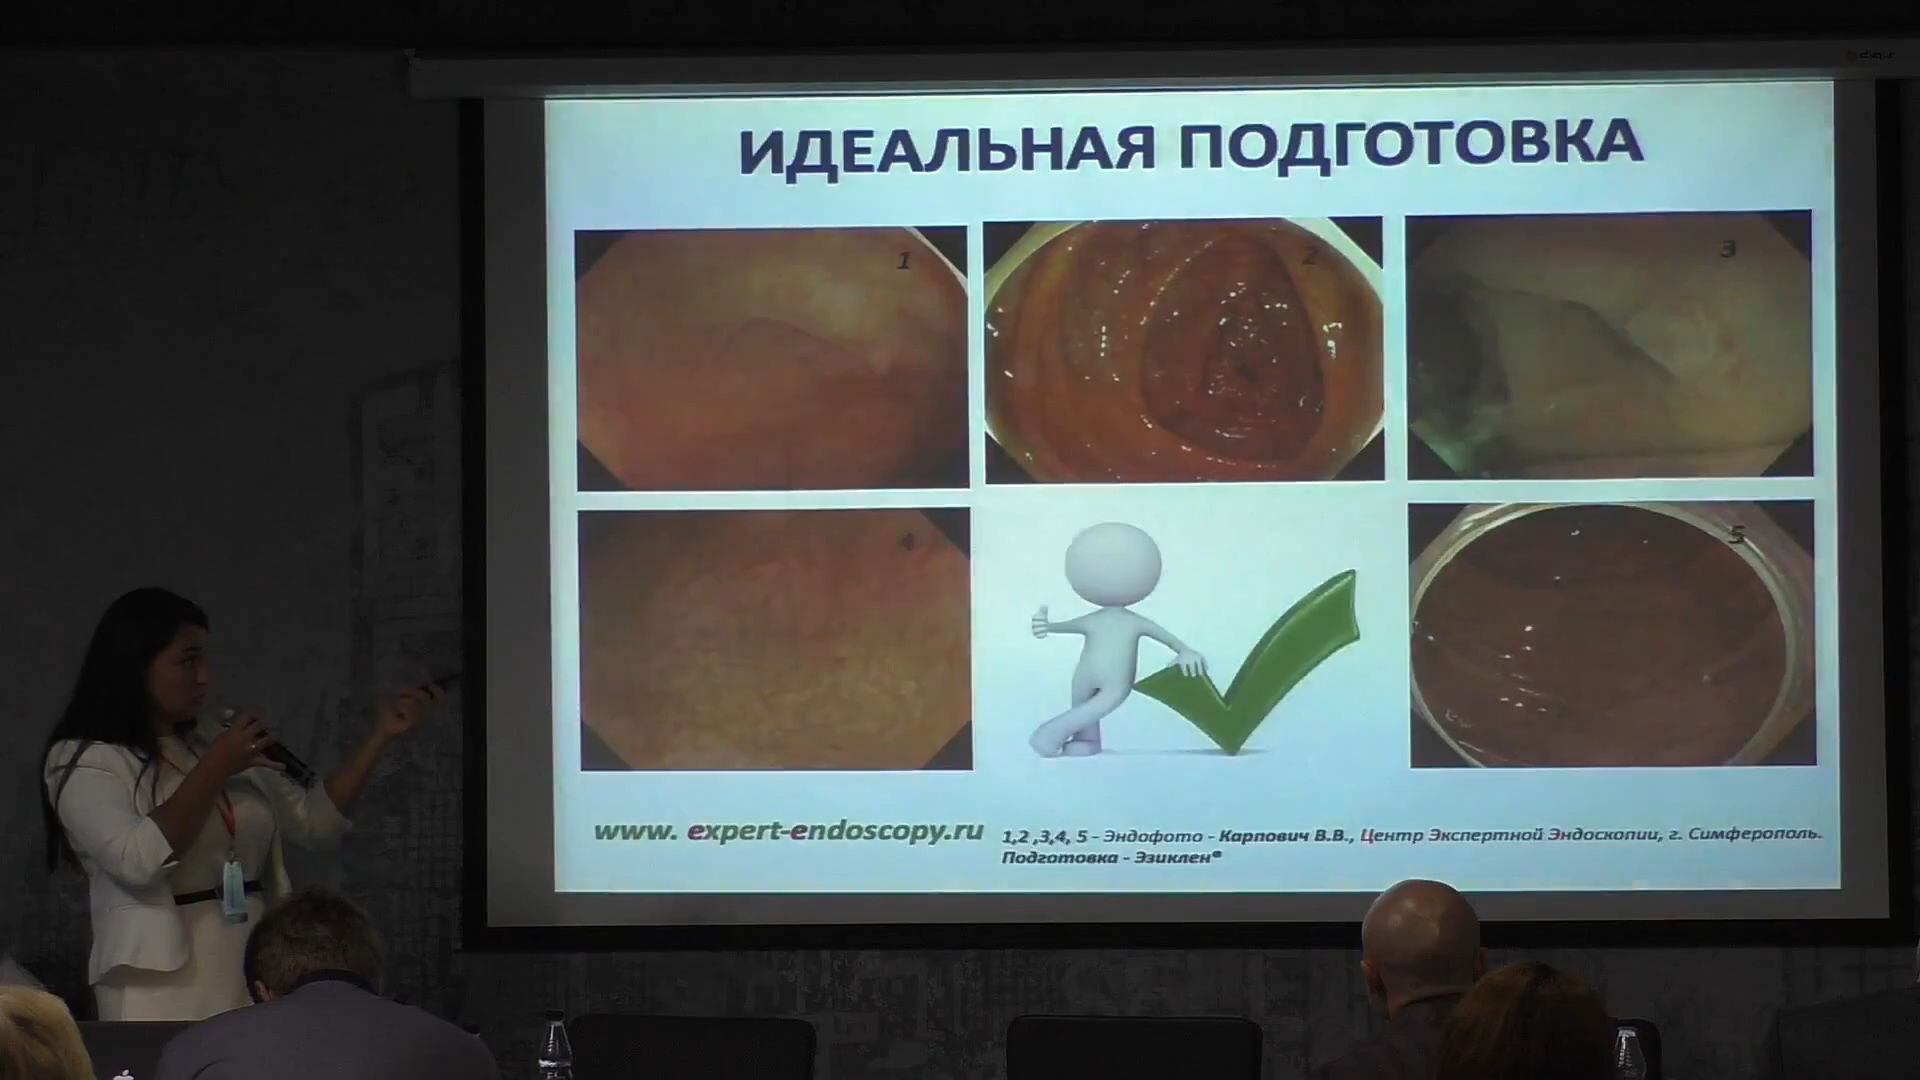 ИДЕАЛЬНАЯ ПОДГОТОВКА
1
2
3
4
5
www. expert-endoscopy.ru
1,2 ,3,4, 5 - Эндофото - Карпович В.В., Центр Экспертной Эндоскопии, г. Симферополь.
Подготовка - Эзиклен®